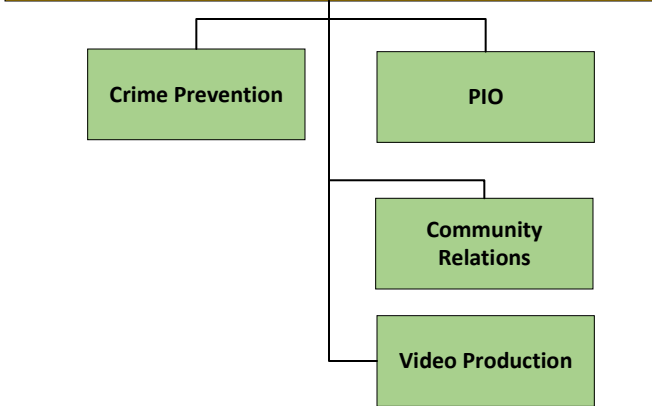 Crime Prevention
PIO
Community
Relations
Video Production